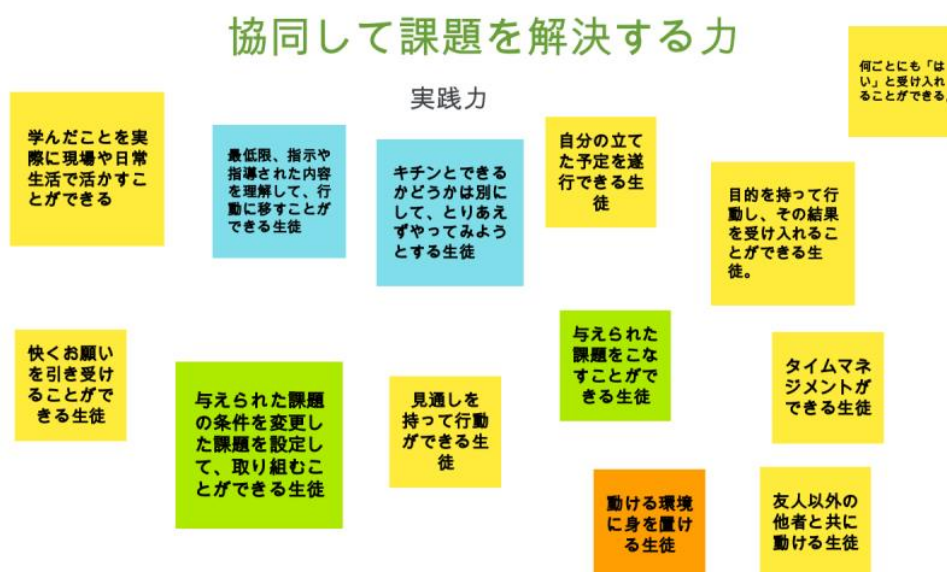 協同して課題を解決する力
実践力
何ごとにも「は
い」と受け入れ
ることができる。
学んだことを実
際に現場や日常
生活で活かすこ
とができる
最低限、指示や
指導された内容
を理解して、行
動に移すことが
できる生徒
キチンとできる
かどうかは別に
して、とりあえ
ずやってみよう
とする生徒
自分の立て
た予定を遂
行できる生
徒
目的を持って行
動し、その結果
を受け入れるこ
とができる生
徒。
快くお願い
を引き受け
ることがで
きる生徒
与えられた課題
の条件を変更し
た課題を設定し
て、取り組むこ
とができる生徒
見通しを
持って行動
ができる生
徒
与えられた
課題をこな
すことがで
きる生徒
タイムマネ
ジメントが
できる生徒
動ける環境
に身を置け
る生徒
友人以外の
他者と共に
動ける生徒